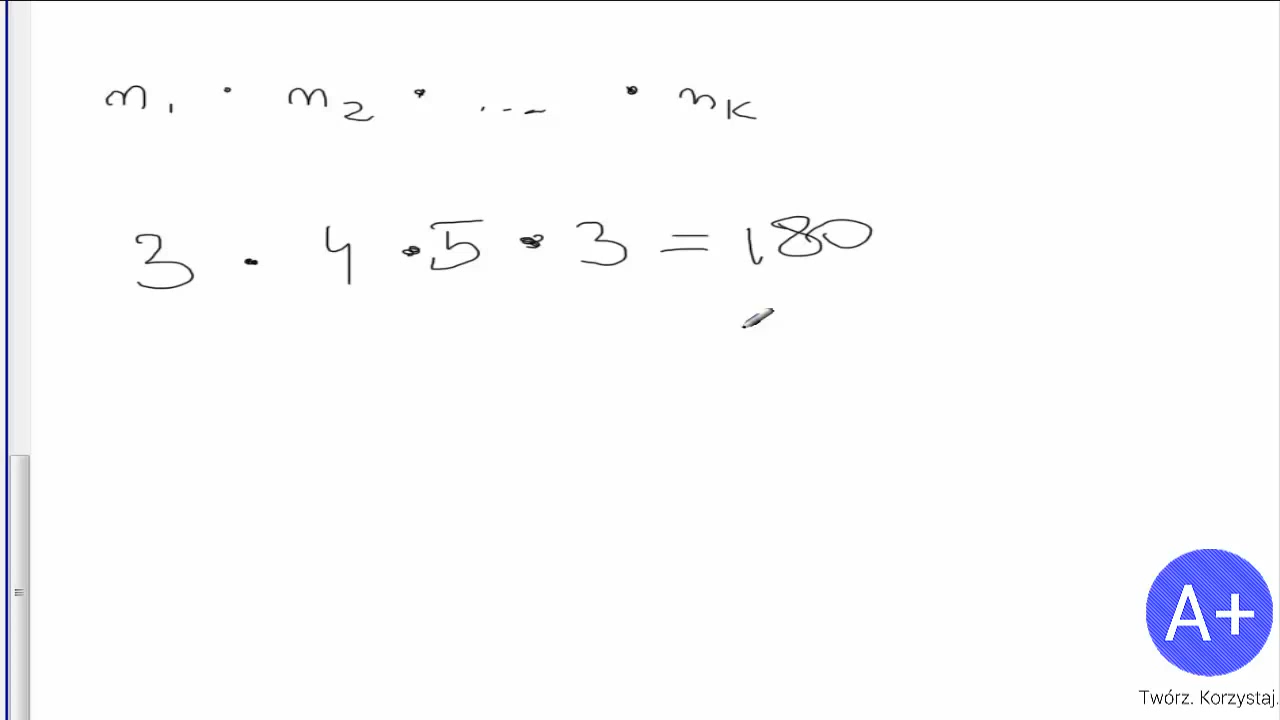 n₁ · n₂ · ... · nₖ
3 · 4 · 5 · 3 = 180
A+
Twórz. Korzystaj.